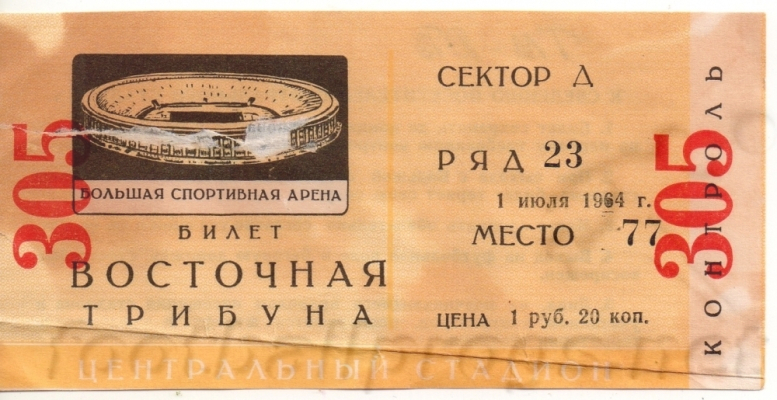 305
БОЛЬШАЯ СПОРТИВНАЯ АРЕНА
БИЛЕТ
ВОСТОЧНАЯ
ТРИБУНА
ЦЕНТРАЛЬНЫЙ СТАДИОН
СЕКТОР Д
РЯД 23
1 июля 1964 г.
МЕСТО 77
ЦЕНА 1 руб. 20 коп.
305
КОНТРОЛЬ